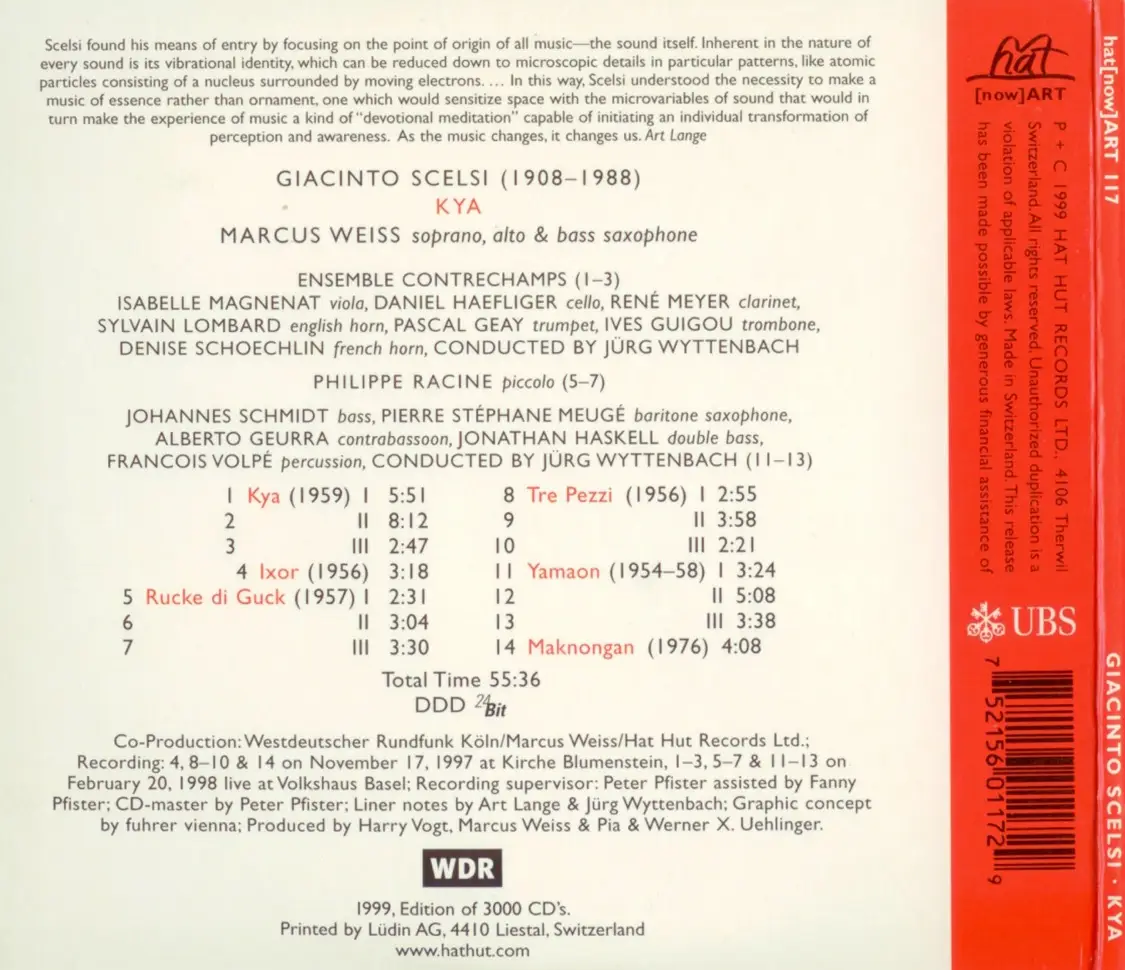 Scelsi found his means of entry by focusing on the point of origin of all music—the sound itself. Inherent in the nature of
every sound is its vibrational identity, which can be reduced down to microscopic details in particular patterns, like atomic
particles consisting of a nucleus surrounded by moving electrons. ... In this way, Scelsi understood the necessity to make a
music of essence rather than ornament, one which would sensitize space with the microvariables of sound that would in
turn make the experience of music a kind of "devotional meditation" capable of initiating an individual transformation of
perception and awareness. As the music changes, it changes us. Art Lange
GIACINTO SCELSI (1908–1988)
KYA
MARCUS WEISS soprano, alto & bass saxophone
ENSEMBLE CONTRECHAMPS (1–3)
ISABELLE MAGNENAT viola, DANIEL HAEFLIGER cello, RENÉ MEYER clarinet,
SYLVAIN LOMBARD english horn, PASCAL GEAY trumpet, IVES GUIGOU trombone,
DENISE SCHOECHLIN french horn, CONDUCTED BY JÜRG WYTTENBACH
PHILIPPE RACINE piccolo (5–7)
JOHANNES SCHMIDT bass, PIERRE STÉPHANE MEUGÉ baritone saxophone,
ALBERTO GEURRA contrabassoon, JONATHAN HASKELL double bass,
FRANCOIS VOLPÉ percussion, CONDUCTED BY JÜRG WYTTENBACH (11–13)
1 Kya (1959) I 5:51
2 II 8:12
3 III 2:47
4 Ixor (1956) 3:18
5 Rucke di Guck (1957) I 2:31
6 II 3:04
7 III 3:30
8 Tre Pezzi (1956) I 2:55
9 II 3:58
10 III 2:21
11 Yamaon (1954–58) I 3:24
12 II 5:08
13 III 3:38
14 Maknongan (1976) 4:08
Total Time 55:36
DDD 24Bit
Co-Production: Westdeutscher Rundfunk Köln/Marcus Weiss/Hat Hut Records Ltd.;
Recording: 4, 8–10 & 14 on November 17, 1997 at Kirche Blumenstein, 1–3, 5–7 & 11–13 on
February 20, 1998 live at Volkshaus Basel; Recording supervisor: Peter Pfister assisted by Fanny
Pfister; CD-master by Peter Pfister; Liner notes by Art Lange & Jürg Wyttenbach; Graphic concept
by fuhrer vienna; Produced by Harry Vogt, Marcus Weiss & Pia & Werner X. Uehlinger.
WDR
1999, Edition of 3000 CD's.
Printed by Lüdin AG, 4410 Liestal, Switzerland
www.hathut.com
hat
[now]ART
P + C 1999 HAT HUT RECORDS LTD., 4106 Therwil
Switzerland. All rights reserved. Unauthorized duplication is a
violation of applicable laws. Made in Switzerland. This release
has been made possible by generous financial assistance of
UBS
7 52156 01172 9
hat[now]ART 117
GIACINTO SCELSI · KYA